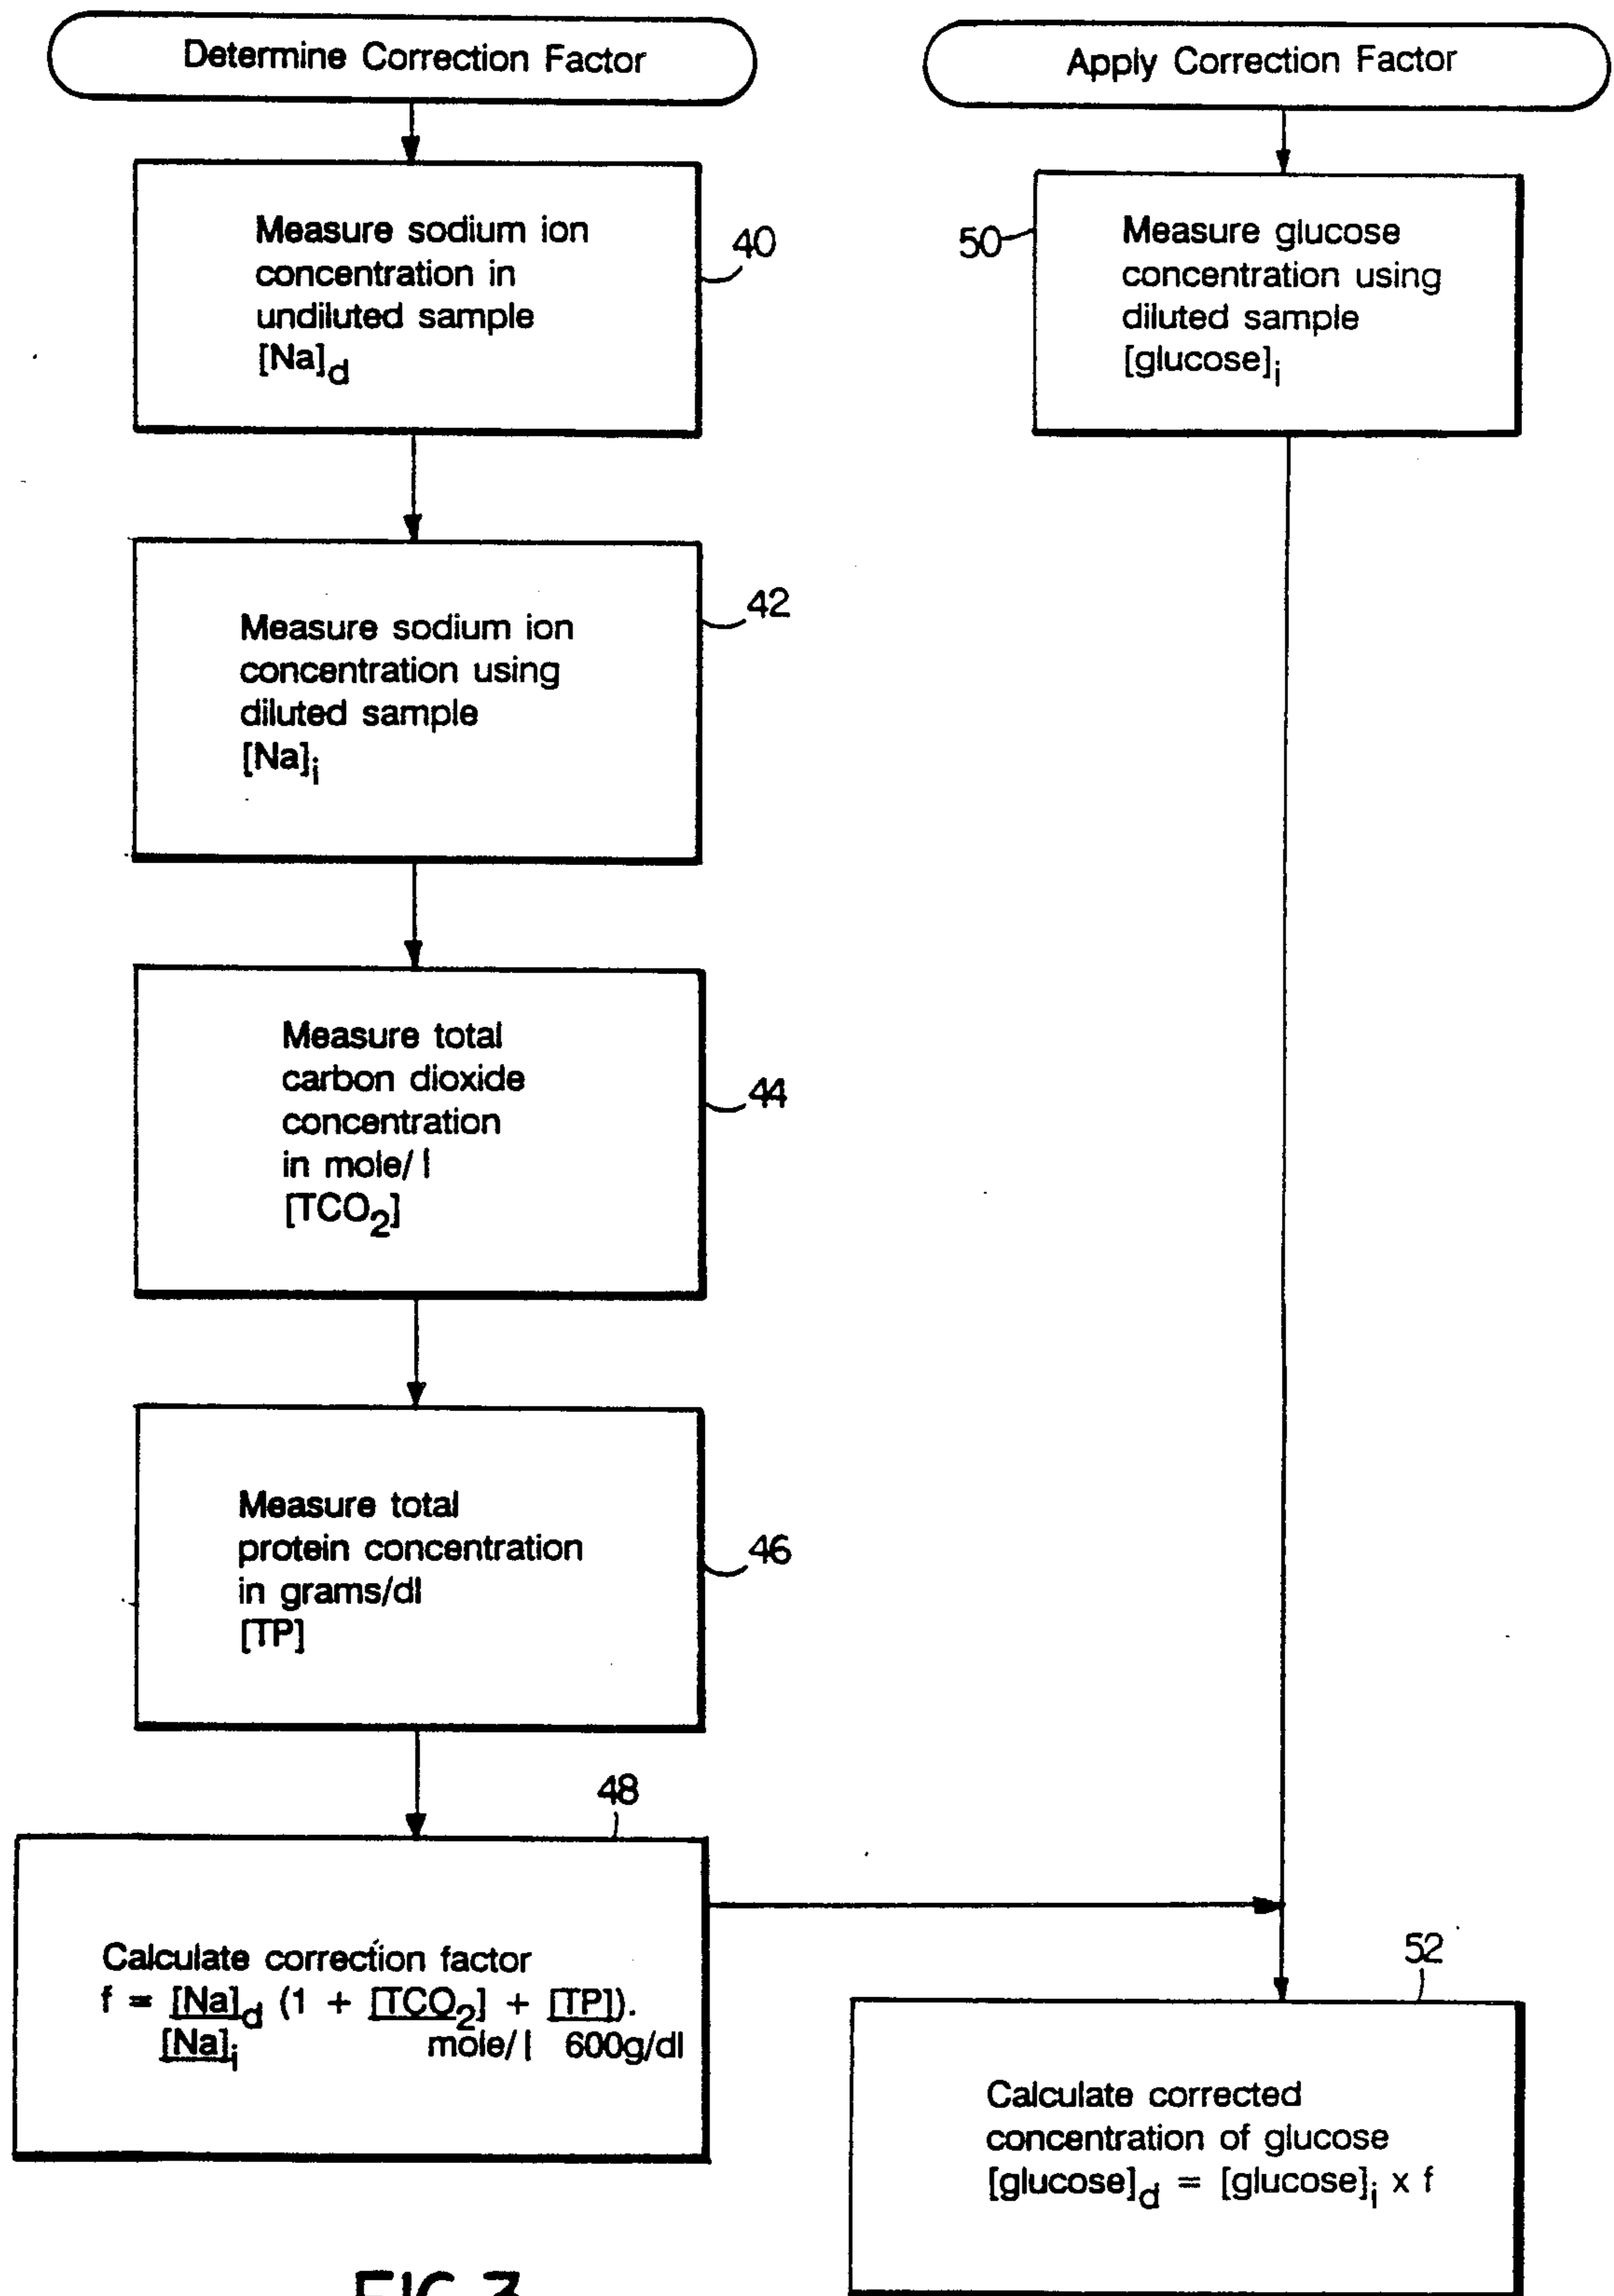 Determine Correction Factor
Measure sodium ion
concentration in
undiluted sample
[Na]d
40
Measure sodium ion
concentration using
diluted sample
[Na]i
42
Measure total
carbon dioxide
concentration
in mole/l
[TCO2]
44
Measure total
protein concentration
in grams/dl
[TP]
46
48
Calculate correction factor
f = [Na]d (1 + [TCO2] + [TP]).
[Na]i mole/l 600g/dl
Apply Correction Factor
50
Measure glucose
concentration using
diluted sample
[glucose]i
52
Calculate corrected
concentration of glucose
[glucose]d = [glucose]i x f
FIG. 3